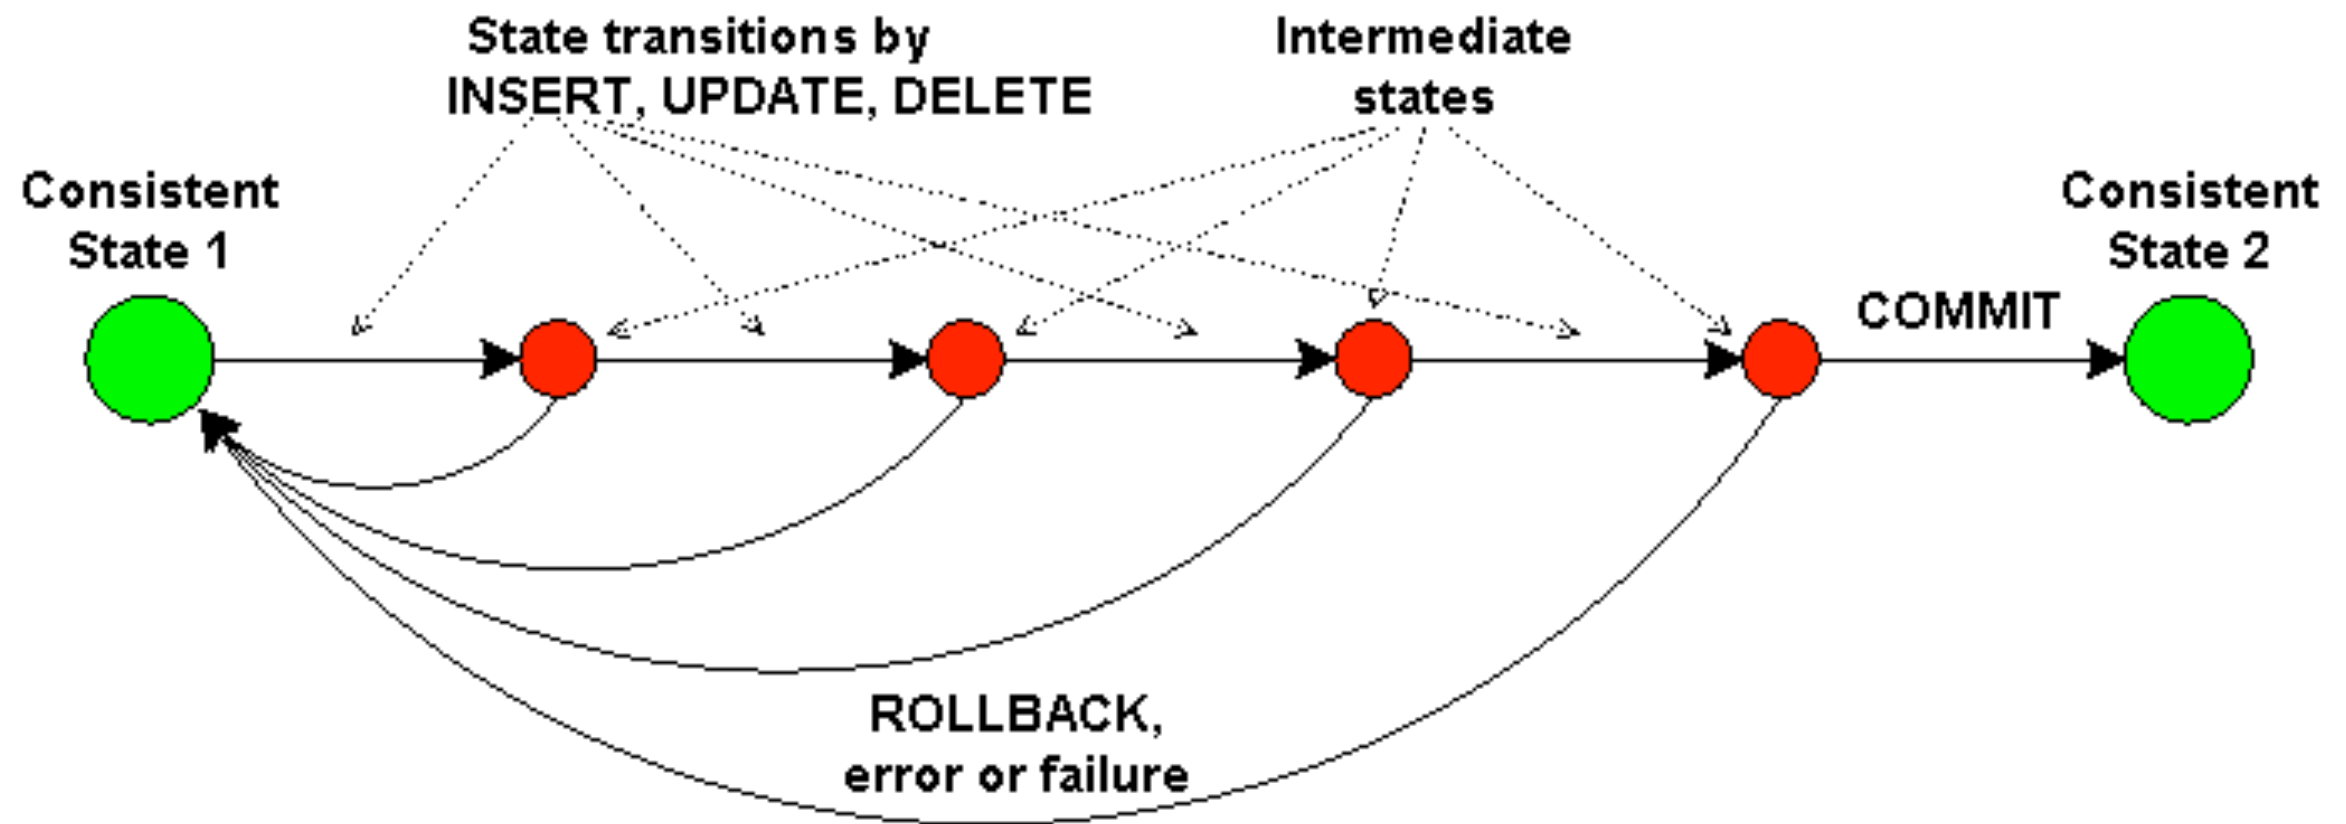 State transitions by
INSERT, UPDATE, DELETE
Intermediate
states
Consistent
State 1
Consistent
State 2
COMMIT
ROLLBACK,
error or failure